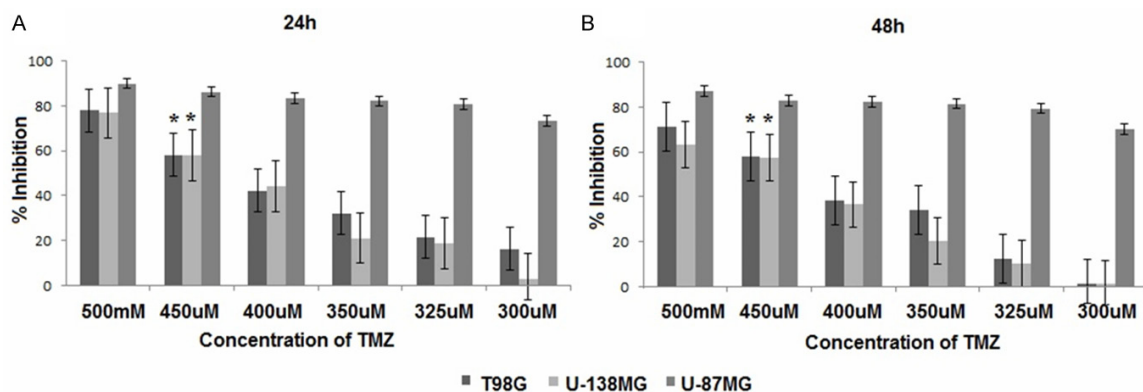 A
24h
% Inhibition
100
80
60
40
20
0
* *
500mM 450uM 400uM 350uM 325uM 300uM
Concentration of TMZ
B
48h
% Inhibition
100
80
60
40
20
0
* *
500mM 450uM 400uM 350uM 325uM 300uM
Concentration of TMZ
T98G U-138MG U-87MG